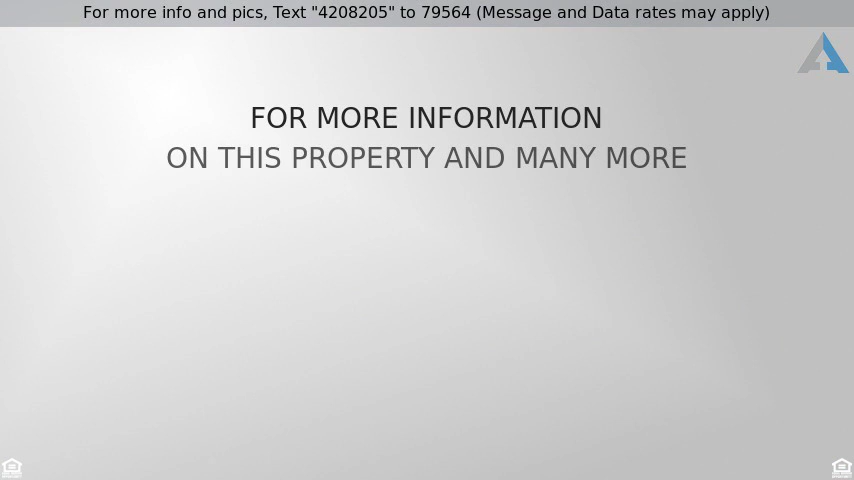 For more info and pics, Text "4208205" to 79564 (Message and Data rates may apply)
FOR MORE INFORMATION
ON THIS PROPERTY AND MANY MORE